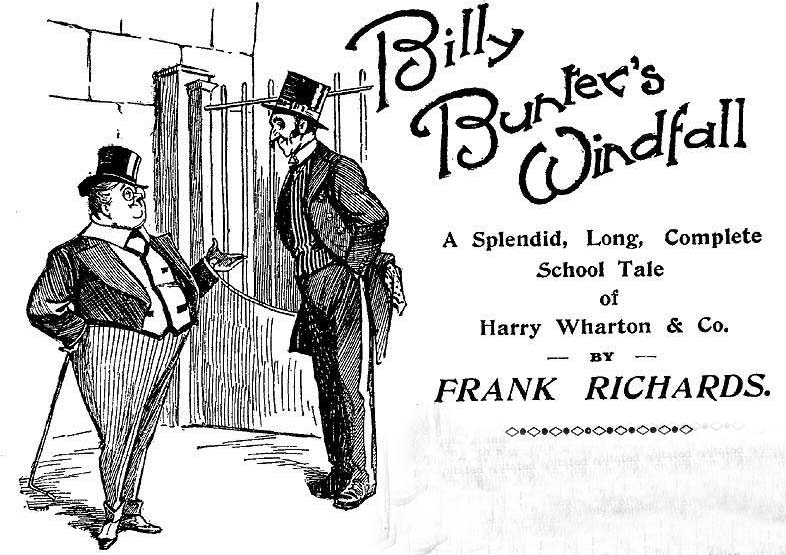 Billy
Bunter's
Windfall
A Splendid, Long, Complete
School Tale
of
Harry Wharton & Co.
— BY —
FRANK RICHARDS.